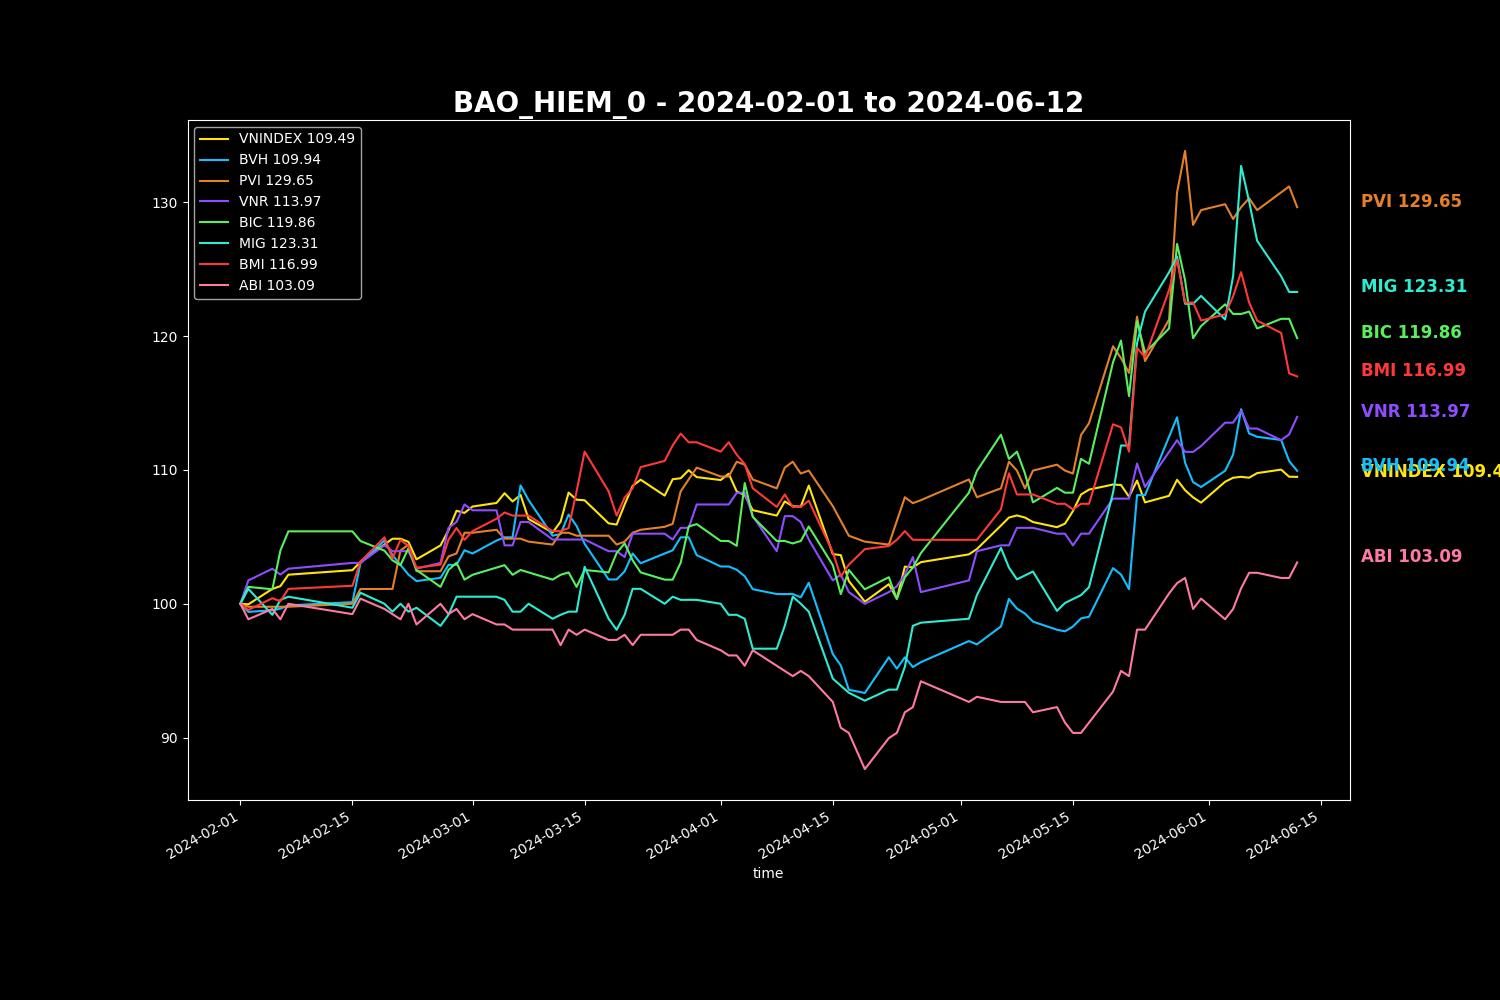 BAO_HIEM_0 - 2024-02-01 to 2024-06-12
VNINDEX 109.49
BVH 109.94
PVI 129.65
VNR 113.97
BIC 119.86
MIG 123.31
BMI 116.99
ABI 103.09
130
120
110
100
90
PVI 129.65
MIG 123.31
BIC 119.86
BMI 116.99
VNR 113.97
BVH 109.94
VNINDEX 109.4
ABI 103.09
2024-02-01
2024-02-15
2024-03-01
2024-03-15
2024-04-01
2024-04-15
2024-05-01
2024-05-15
2024-06-01
2024-06-15
time